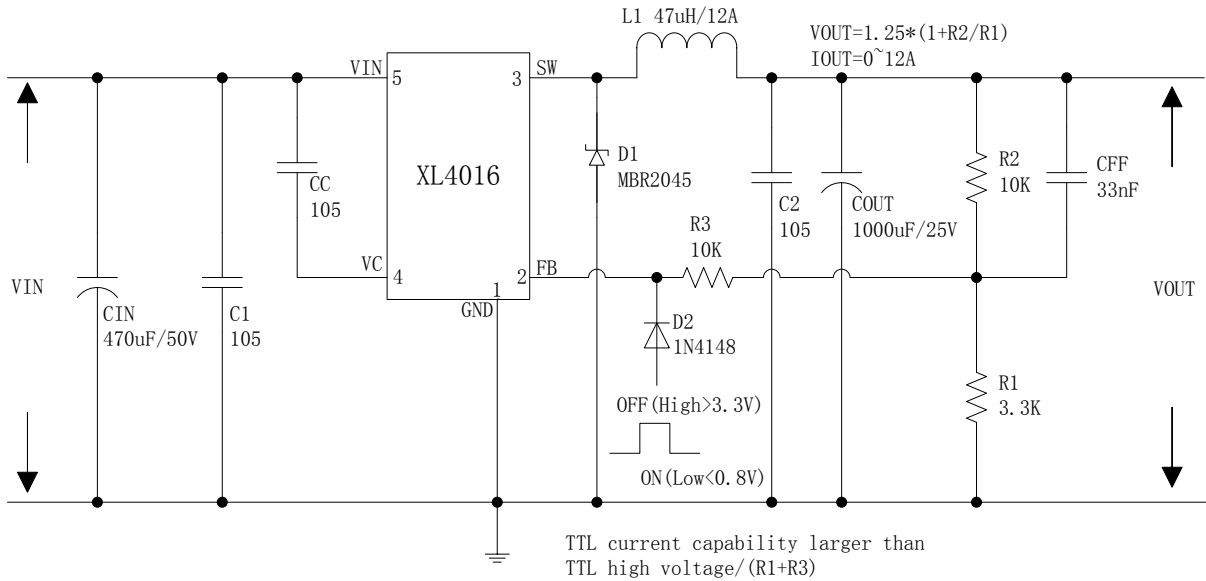 L1 47uH/12A
VOUT=1.25*(1+R2/R1)
IOUT=0~12A
VIN
5
3
SW
XL4016
CC
105
D1
MBR2045
C2
105
COUT
1000uF/25V
R2
10K
CFF
33nF
R3
10K
VC
4
2
FB
1
GND
VIN
CIN
470uF/50V
C1
105
D2
1N4148
VOUT
OFF(High>3.3V)
R1
3.3K
ON(Low<0.8V)
TTL current capability larger than
TTL high voltage/(R1+R3)